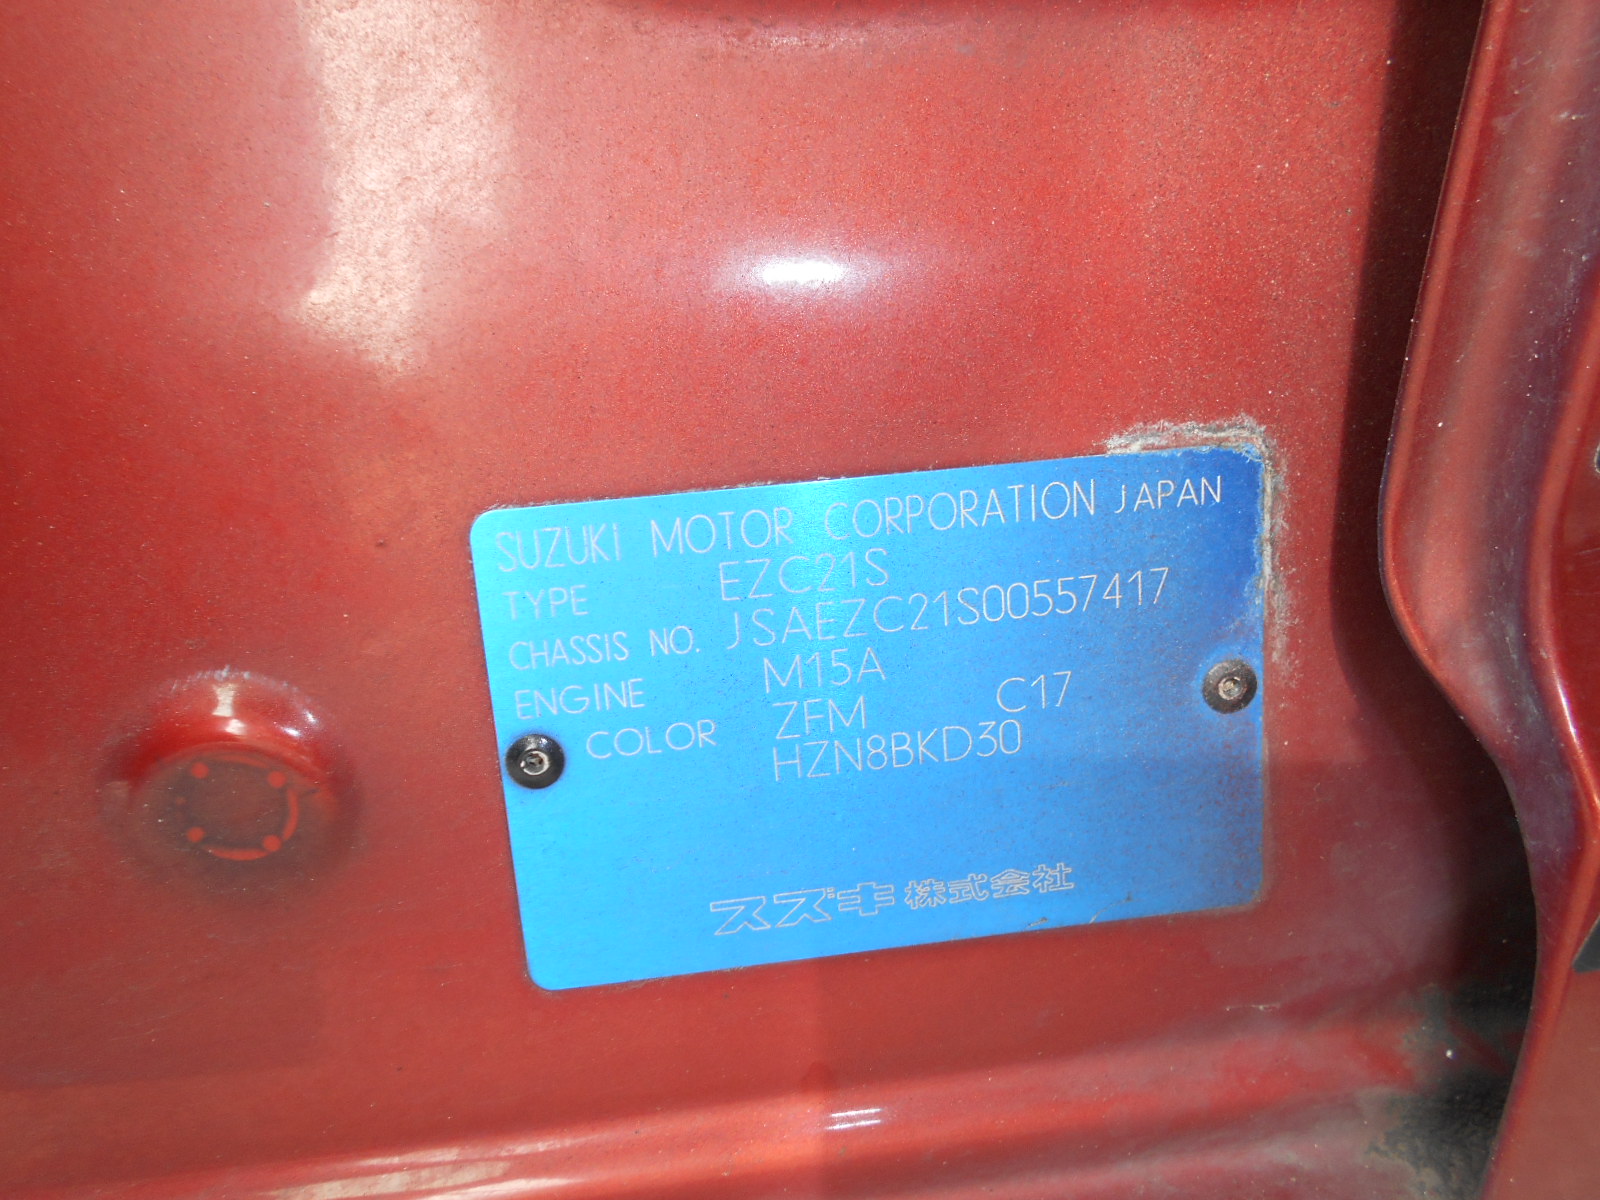 SUZUKI MOTOR CORPORATION JAPAN
TYPE EZC21S
CHASSIS NO. JSAEZC21S00557417
ENGINE M15A
COLOR ZFM C17
HZN8BKD30
スズキ株式会社